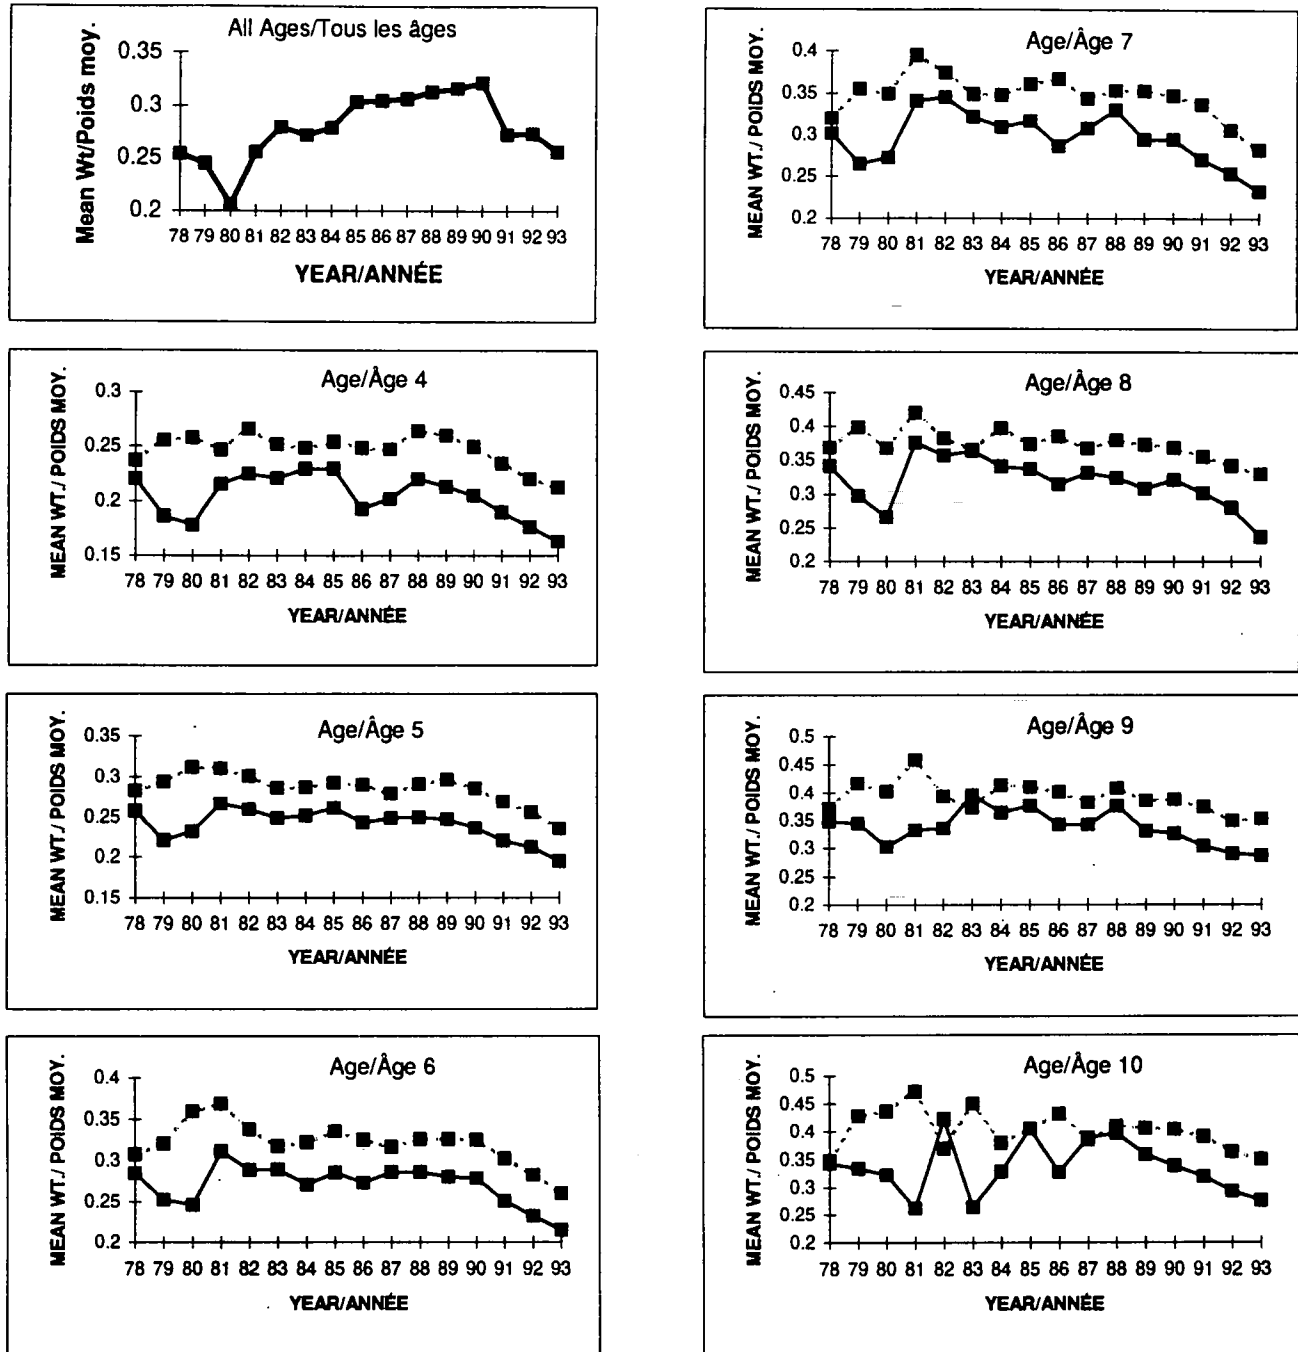 All Ages/Tous les âges
Mean Wt/Poids moy.
0.35
0.3
0.25
0.2
78 79 80 81 82 83 84 85 86 87 88 89 90 91 92 93
YEAR/ANNÉE
Age/Âge 4
MEAN WT./ POIDS MOY.
0.3
0.25
0.2
0.15
78 79 80 81 82 83 84 85 86 87 88 89 90 91 92 93
YEAR/ANNÉE
Age/Âge 5
MEAN WT./ POIDS MOY.
0.35
0.3
0.25
0.2
0.15
78 79 80 81 82 83 84 85 86 87 88 89 90 91 92 93
YEAR/ANNÉE
Age/Âge 6
MEAN WT./ POIDS MOY.
0.4
0.35
0.3
0.25
0.2
78 79 80 81 82 83 84 85 86 87 88 89 90 91 92 93
YEAR/ANNÉE
Age/Âge 7
MEAN WT./ POIDS MOY.
0.4
0.35
0.3
0.25
0.2
78 79 80 81 82 83 84 85 86 87 88 89 90 91 92 93
YEAR/ANNÉE
Age/Âge 8
MEAN WT./ POIDS MOY.
0.45
0.4
0.35
0.3
0.25
0.2
78 79 80 81 82 83 84 85 86 87 88 89 90 91 92 93
YEAR/ANNÉE
Age/Âge 9
MEAN WT./ POIDS MOY.
0.5
0.45
0.4
0.35
0.3
0.25
0.2
78 79 80 81 82 83 84 85 86 87 88 89 90 91 92 93
YEAR/ANNÉE
Age/Âge 10
MEAN WT./ POIDS MOY.
0.5
0.45
0.4
0.35
0.3
0.25
0.2
78 79 80 81 82 83 84 85 86 87 88 89 90 91 92 93
YEAR/ANNÉE